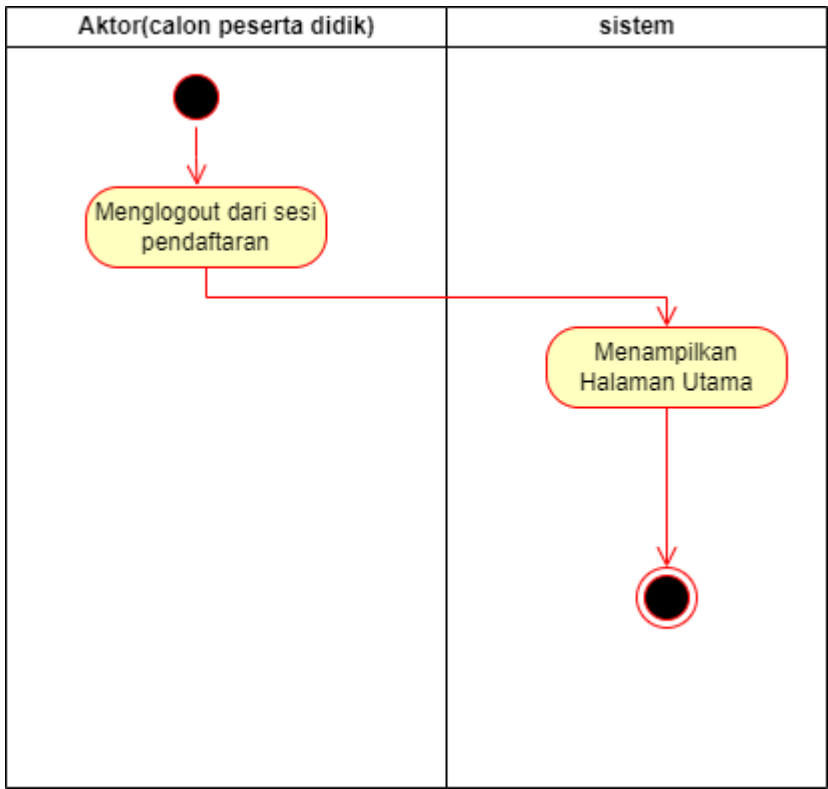 Aktor(calon peserta didik)
sistem
Menglogout dari sesi
pendaftaran
Menampilkan
Halaman Utama